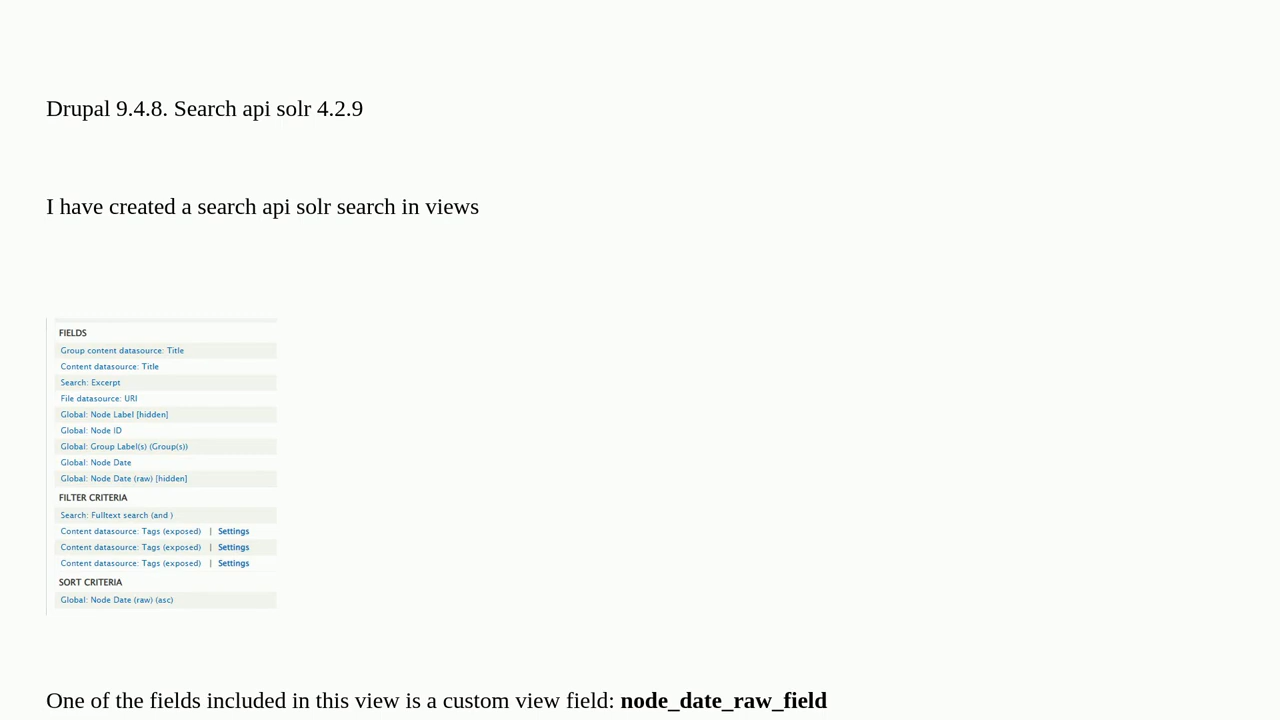 Drupal 9.4.8. Search api solr 4.2.9
I have created a search api solr search in views
FIELDS
Group content datasource: Title
Content datasource: Title
Search: Excerpt
File datasource: URI
Global: Node Label [hidden]
Global: Node ID
Global: Group Label(s) (Group(s))
Global: Node Date
Global: Node Date (raw) [hidden]
FILTER CRITERIA
Search: Fulltext search (and )
Content datasource: Tags (exposed) | Settings
Content datasource: Tags (exposed) | Settings
Content datasource: Tags (exposed) | Settings
SORT CRITERIA
Global: Node Date (raw) (asc)
One of the fields included in this view is a custom view field: node_date_raw_field